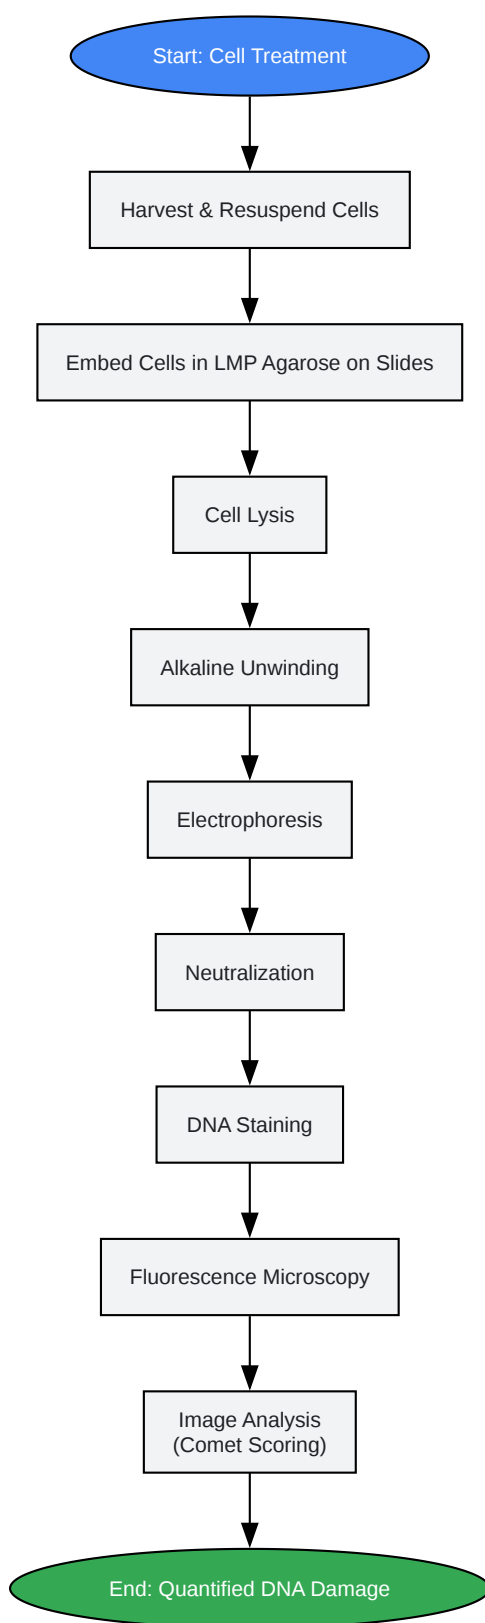 Start: Cell Treatment
Harvest & Resuspend Cells
Embed Cells in LMP Agarose on Slides
Cell Lysis
Alkaline Unwinding
Electrophoresis
Neutralization
DNA Staining
Fluorescence Microscopy
Image Analysis
(Comet Scoring)
End: Quantified DNA Damage